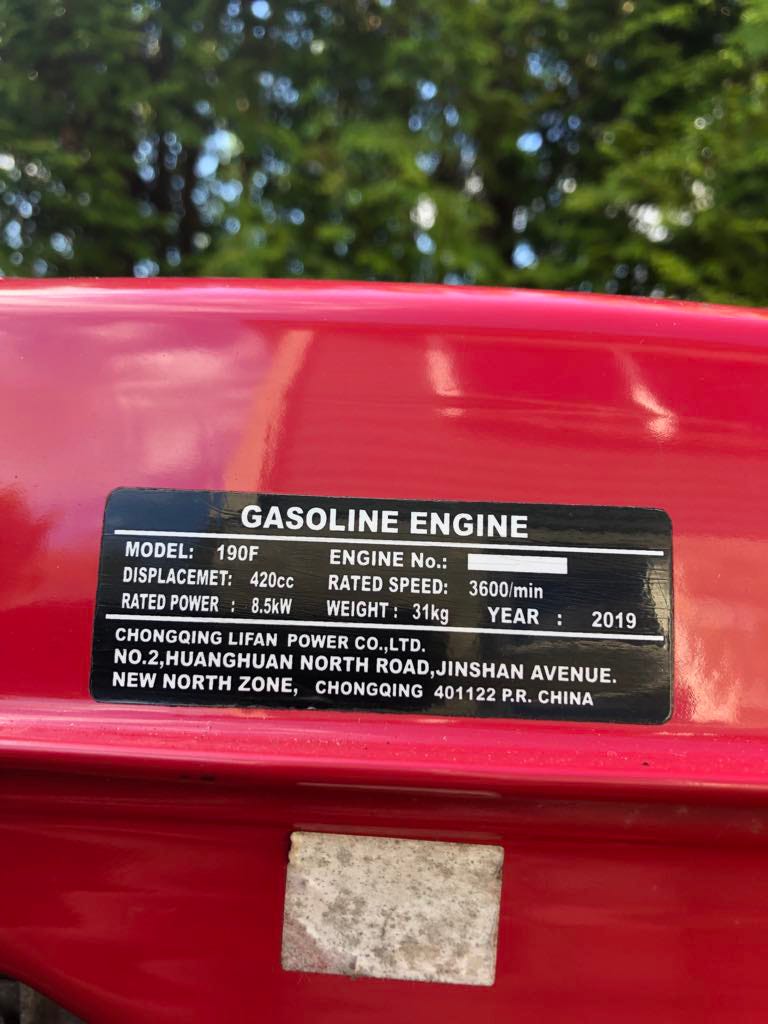 GASOLINE ENGINE
MODEL: 190F ENGINE No.:
DISPLACEMET: 420cc RATED SPEED: 3600/min
RATED POWER : 8.5kW WEIGHT : 31kg YEAR : 2019
CHONGQING LIFAN POWER CO.,LTD.
NO.2,HUANGHUAN NORTH ROAD,JINSHAN AVENUE.
NEW NORTH ZONE, CHONGQING 401122 P.R. CHINA